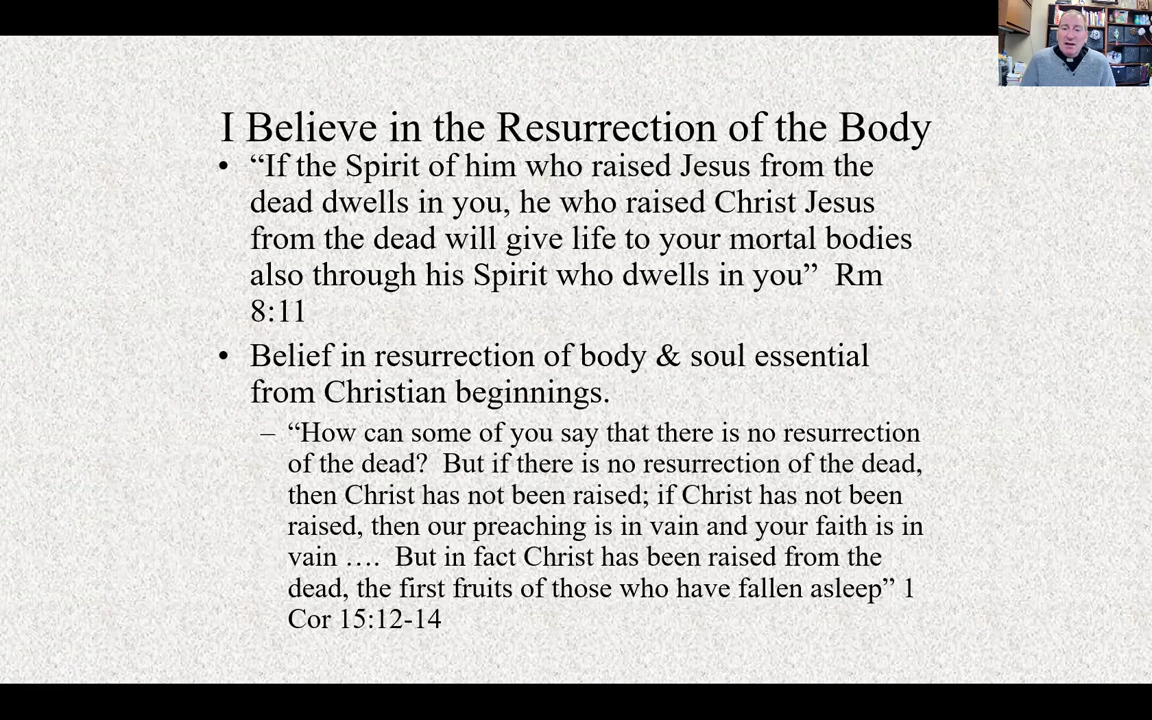 I Believe in the Resurrection of the Body
• “If the Spirit of him who raised Jesus from the
dead dwells in you, he who raised Christ Jesus
from the dead will give life to your mortal bodies
also through his Spirit who dwells in you”  Rm
8:11
• Belief in resurrection of body & soul essential
from Christian beginnings.
– “How can some of you say that there is no resurrection
of the dead?  But if there is no resurrection of the dead,
then Christ has not been raised; if Christ has not been
raised, then our preaching is in vain and your faith is in
vain ….  But in fact Christ has been raised from the
dead, the first fruits of those who have fallen asleep” 1
Cor 15:12-14